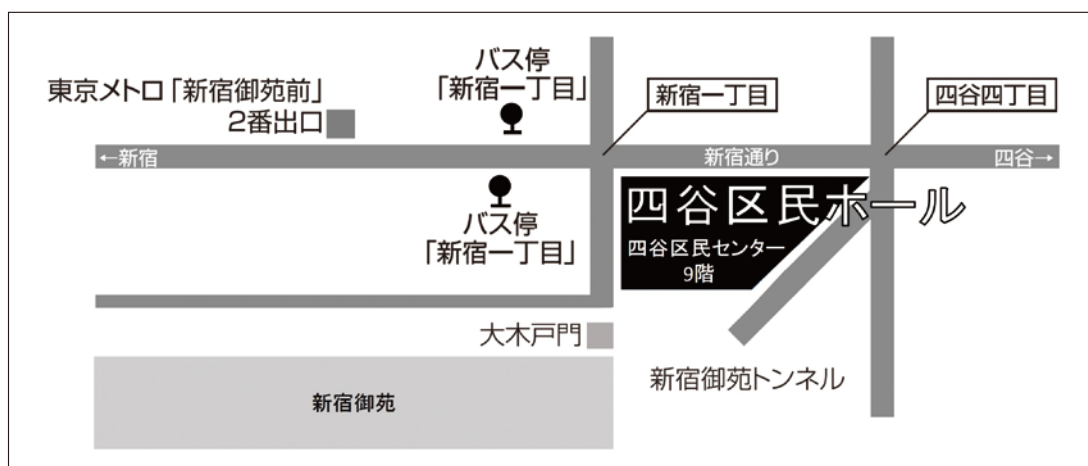 バス停
「新宿一丁目」
東京メトロ「新宿御苑前」
2番出口
新宿一丁目
四谷四丁目
←新宿
新宿通り
四谷→
四谷区民ホール
四谷区民センター
9階
バス停
「新宿一丁目」
大木戸門
新宿御苑トンネル
新宿御苑